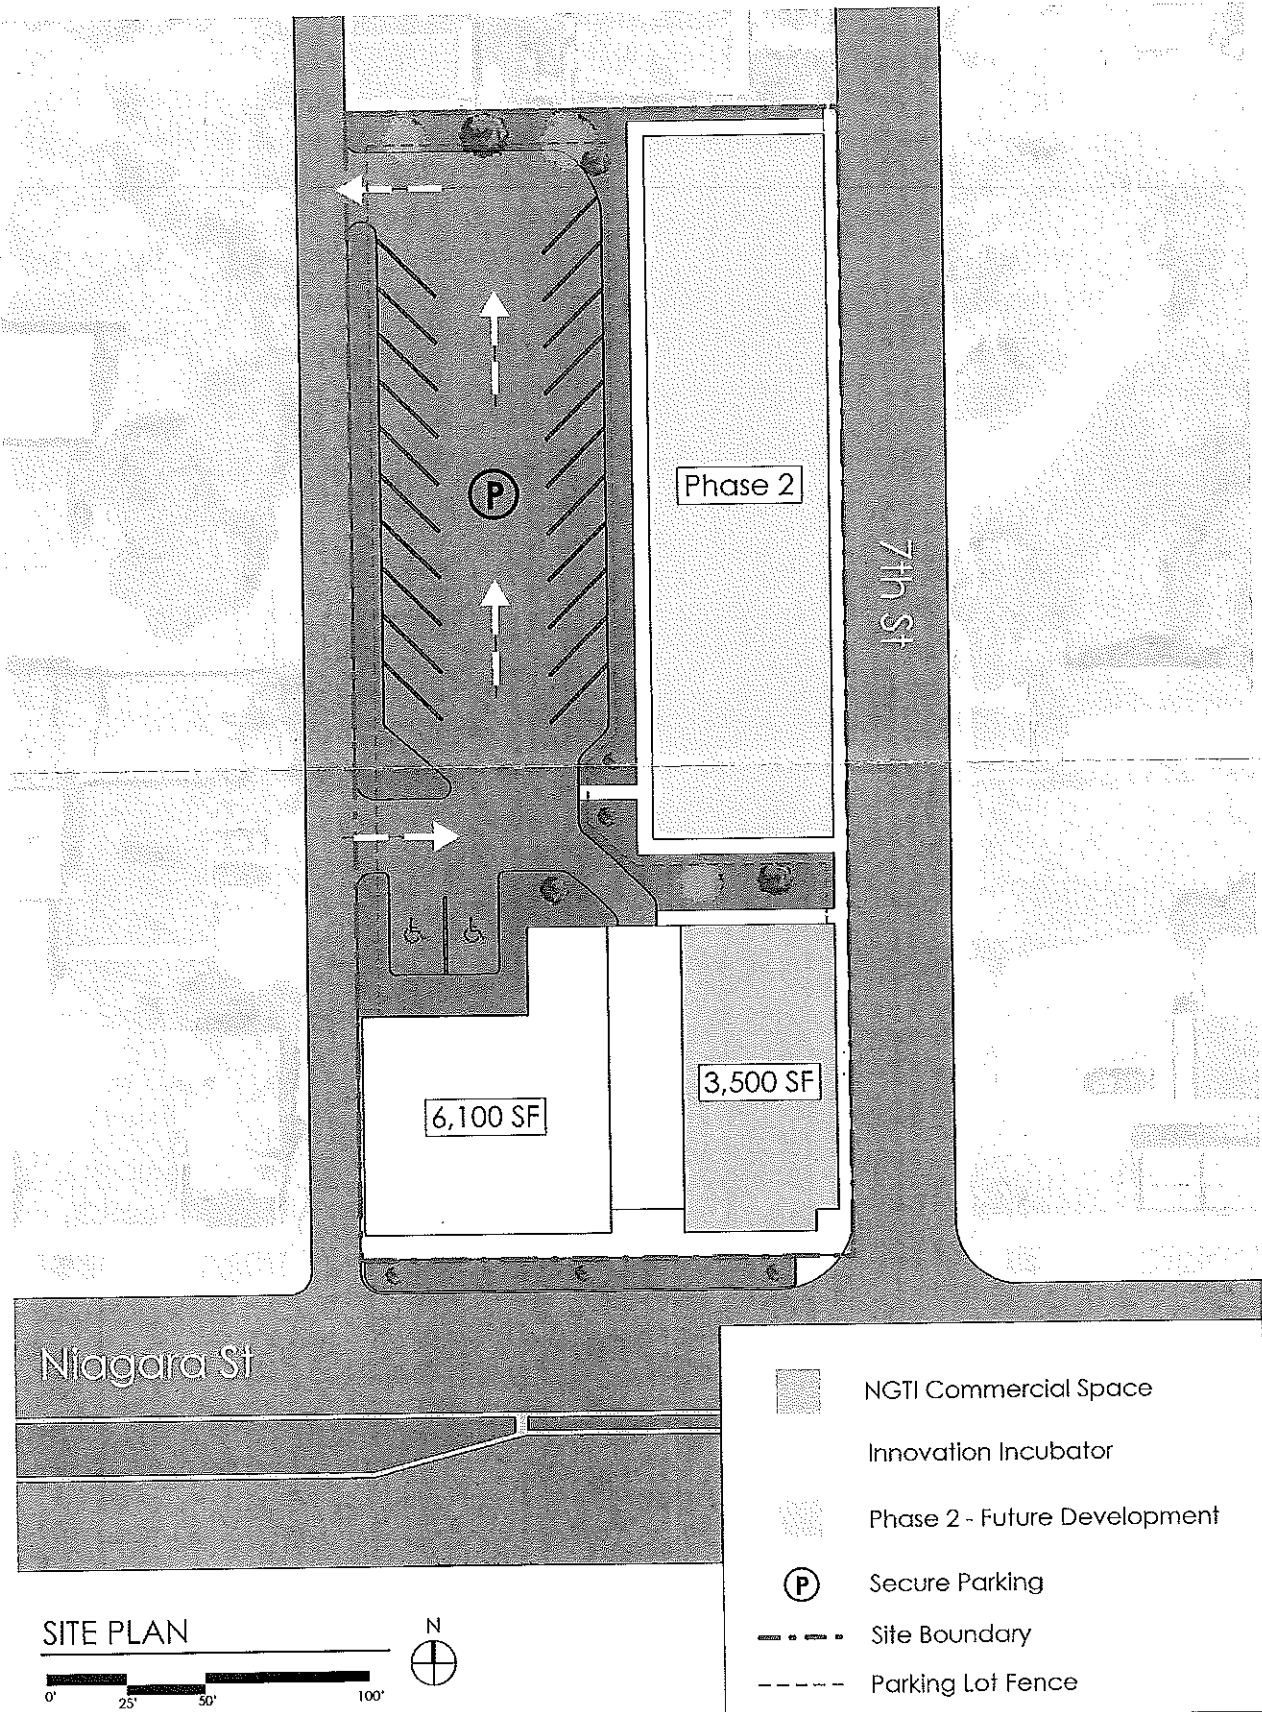 P
Phase 2
7th St
6,100 SF
3,500 SF
Niagara St
NGTI Commercial Space
Innovation Incubator
Phase 2 - Future Development
P
Secure Parking
Site Boundary
Parking Lot Fence
SITE PLAN
N
0'
25'
50'
100'